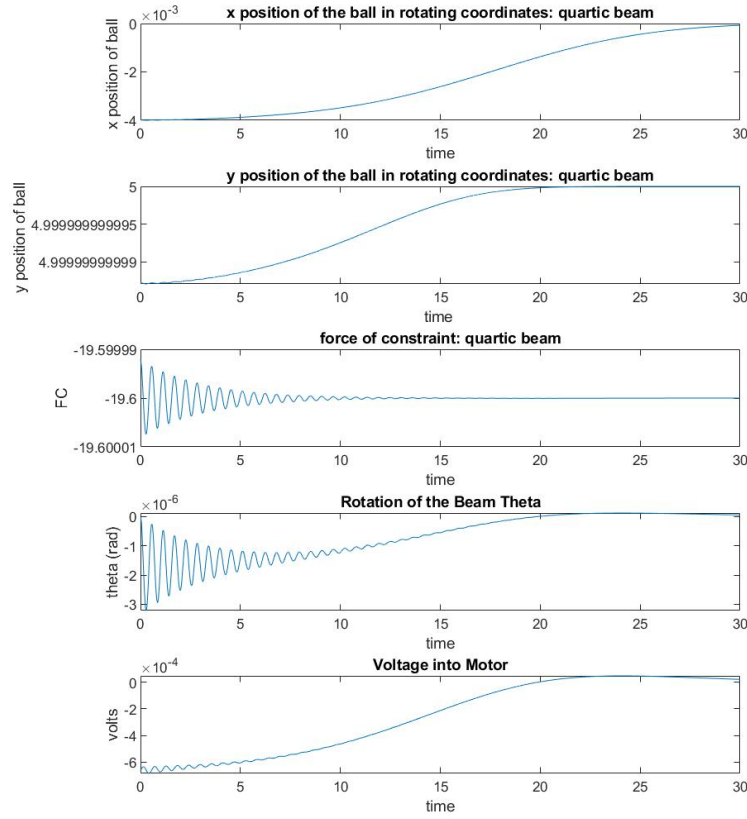 x position of the ball in rotating coordinates: quartic beam
×10⁻³
0
-2
-4
x position of ball
0 5 10 15 20 25 30
time
y position of the ball in rotating coordinates: quartic beam
5
4.999999999995
4.99999999999
y position of ball
0 5 10 15 20 25 30
time
force of constraint: quartic beam
-19.59999
-19.6
-19.60001
FC
0 5 10 15 20 25 30
time
Rotation of the Beam Theta
×10⁻⁶
0
-1
-2
-3
theta (rad)
0 5 10 15 20 25 30
time
Voltage into Motor
×10⁻⁴
0
-2
-4
-6
volts
0 5 10 15 20 25 30
time